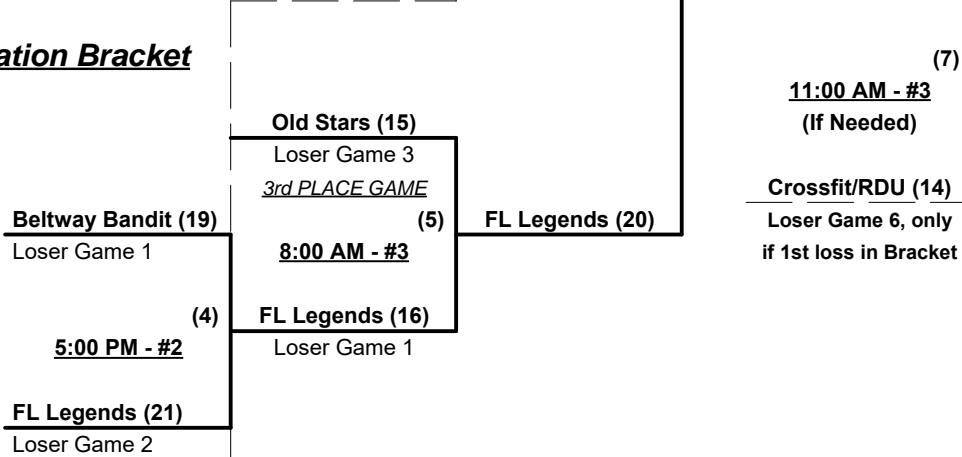 ation Bracket
(7)
11:00 AM - #3
(If Needed)
Old Stars (15)
Loser Game 3
3rd PLACE GAME
Crossfit/RDU (14)
Beltway Bandit (19)
(5)
FL Legends (20)
Loser Game 6, only
Loser Game 1
8:00 AM - #3
if 1st loss in Bracket
(4)
FL Legends (16)
5:00 PM - #2
Loser Game 1
FL Legends (21)
Loser Game 2